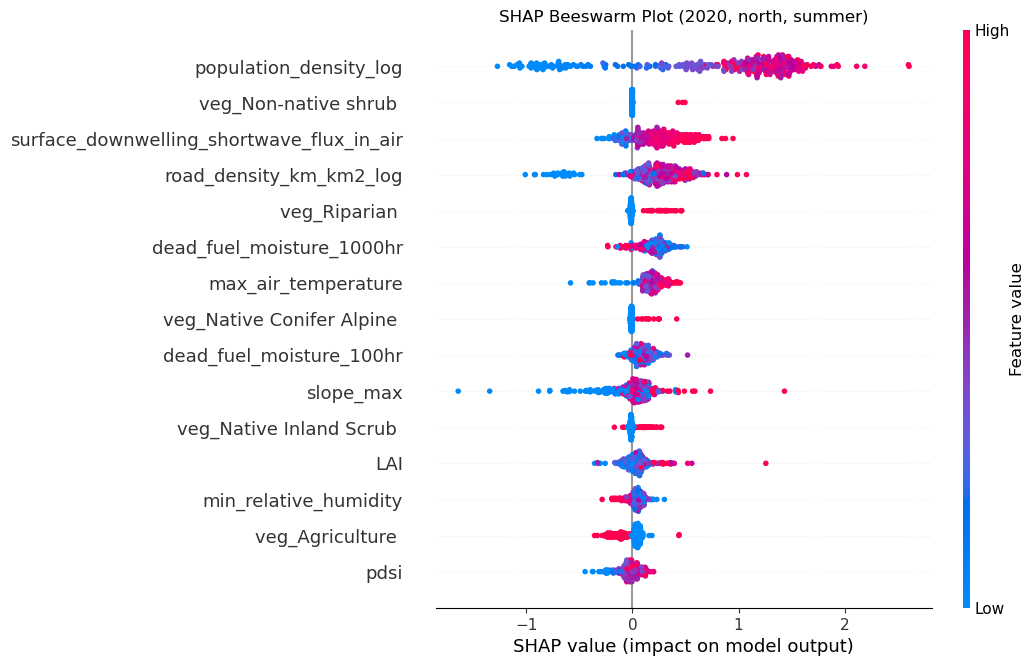 SHAP Beeswarm Plot (2020, north, summer)
High
population_density_log
veg_Non-native shrub
surface_downwelling_shortwave_flux_in_air
road_density_km_km2_log
veg_Riparian
dead_fuel_moisture_1000hr
max_air_temperature
veg_Native Conifer Alpine
dead_fuel_moisture_100hr
slope_max
veg_Native Inland Scrub
LAI
min_relative_humidity
veg_Agriculture
pdsi
Feature value
Low
−1 0 1 2
SHAP value (impact on model output)